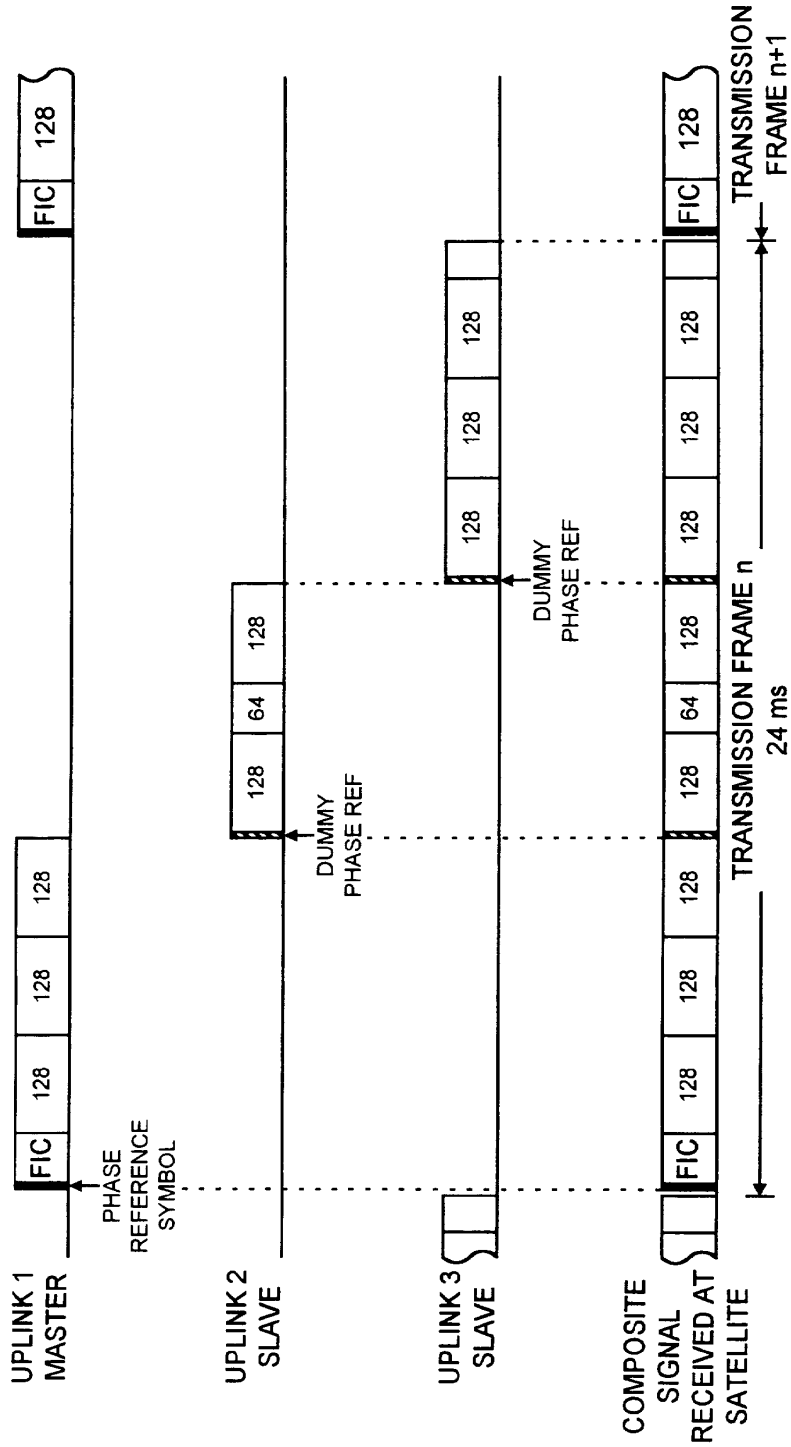 UPLINK 1
MASTER
FIC 128 128 128
FIC 128
PHASE
REFERENCE
SYMBOL
UPLINK 2
SLAVE
128 64 128
DUMMY
PHASE REF
UPLINK 3
SLAVE
128 128 128
DUMMY
PHASE REF
COMPOSITE
SIGNAL
RECEIVED AT
SATELLITE
FIC 128 128 128 128 64 128 128 128 128 FIC 128
TRANSMISSION FRAME n
24 ms
TRANSMISSION
FRAME n+1